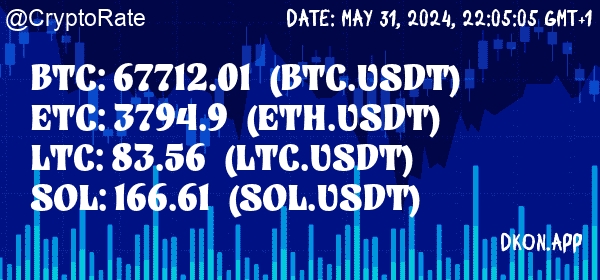 @CryptoRate
DATE: MAY 31, 2024, 22:05:05 GMT+1
BTC: 67712.01 (BTC.USDT)
ETC: 3794.9 (ETH.USDT)
LTC: 83.56 (LTC.USDT)
SOL: 166.61 (SOL.USDT)
DKON.APP